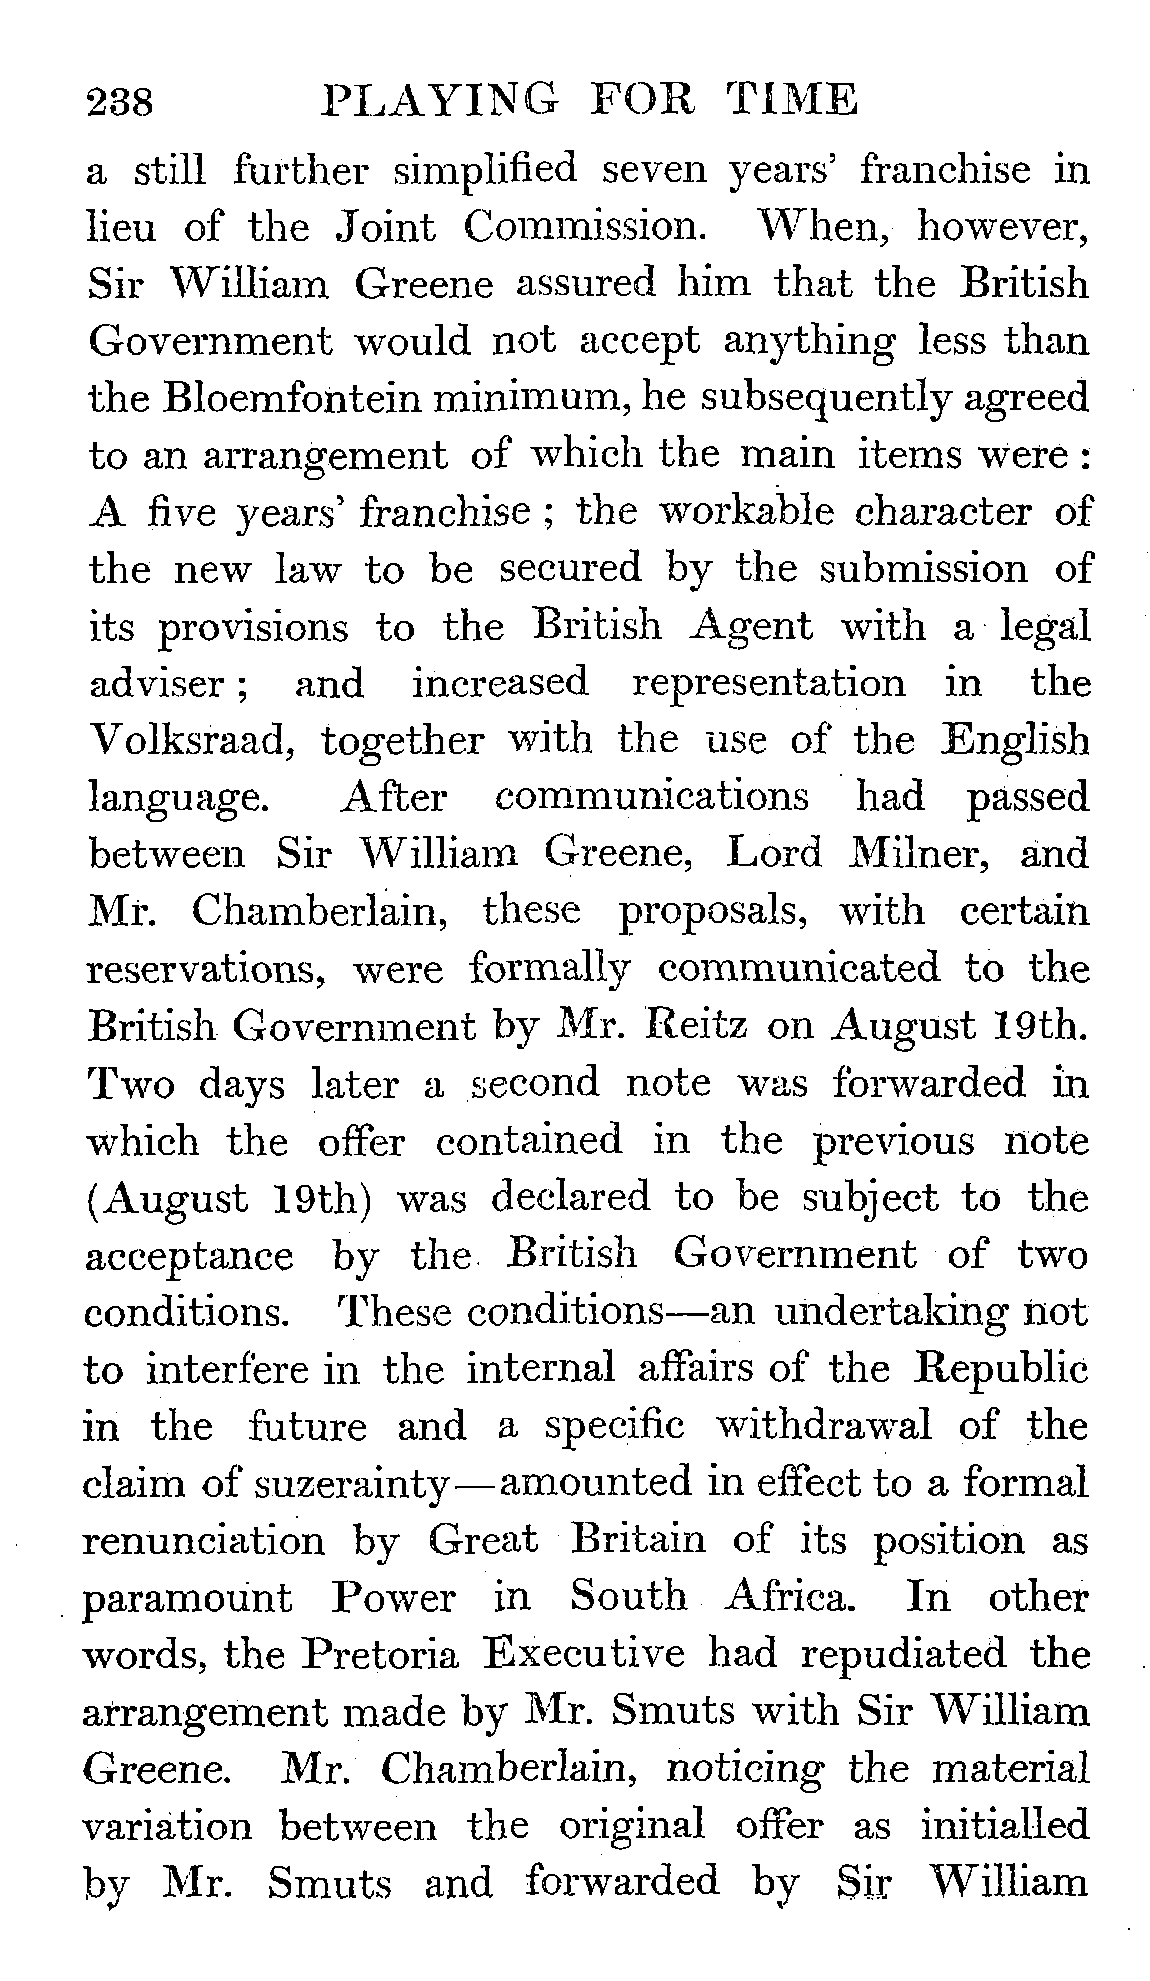 238 PLAYING FOR TIME
a still further simplified seven years' franchise in
lieu of the Joint Commission. When, however,
Sir William Greene assured him that the British
Government would not accept anything less than
the Bloemfontein minimum, he subsequently agreed
to an arrangement of which the main items were :
A five years' franchise ; the workable character of
the new law to be secured by the submission of
its provisions to the British Agent with a legal
adviser ; and increased representation in the
Volksraad, together with the use of the English
language. After communications had passed
between Sir William Greene, Lord Milner, and
Mr. Chamberlain, these proposals, with certain
reservations, were formally communicated to the
British Government by Mr. Reitz on August 19th.
Two days later a second note was forwarded in
which the offer contained in the previous note
(August 19th) was declared to be subject to the
acceptance by the British Government of two
conditions. These conditions—an undertaking not
to interfere in the internal affairs of the Republic
in the future and a specific withdrawal of the
claim of suzerainty—amounted in effect to a formal
renunciation by Great Britain of its position as
paramount Power in South Africa. In other
words, the Pretoria Executive had repudiated the
arrangement made by Mr. Smuts with Sir William
Greene. Mr. Chamberlain, noticing the material
variation between the original offer as initialled
by Mr. Smuts and forwarded by Sir William